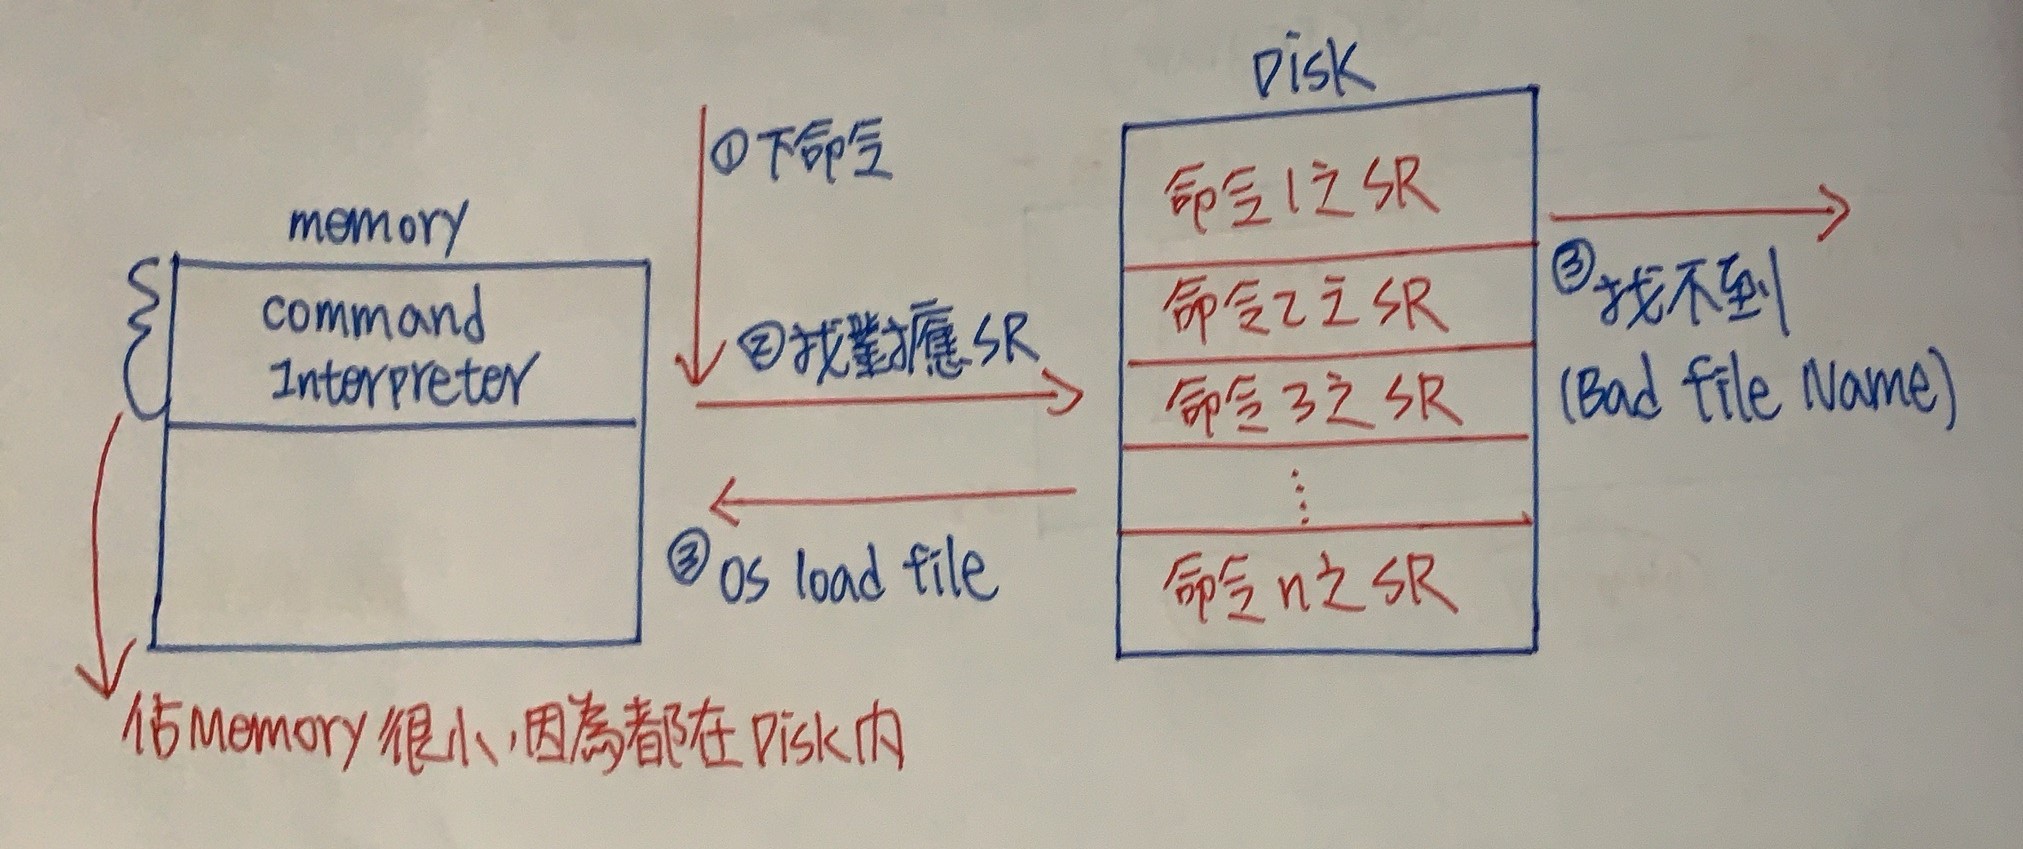 memory
command
Interpreter
①下命令
②找對應SR
③OS load file
Disk
命令1之SR
命令2之SR
命令3之SR
⋮
命令n之SR
③找不到
(Bad file Name)
佔Memory很小,因為都在Disk内